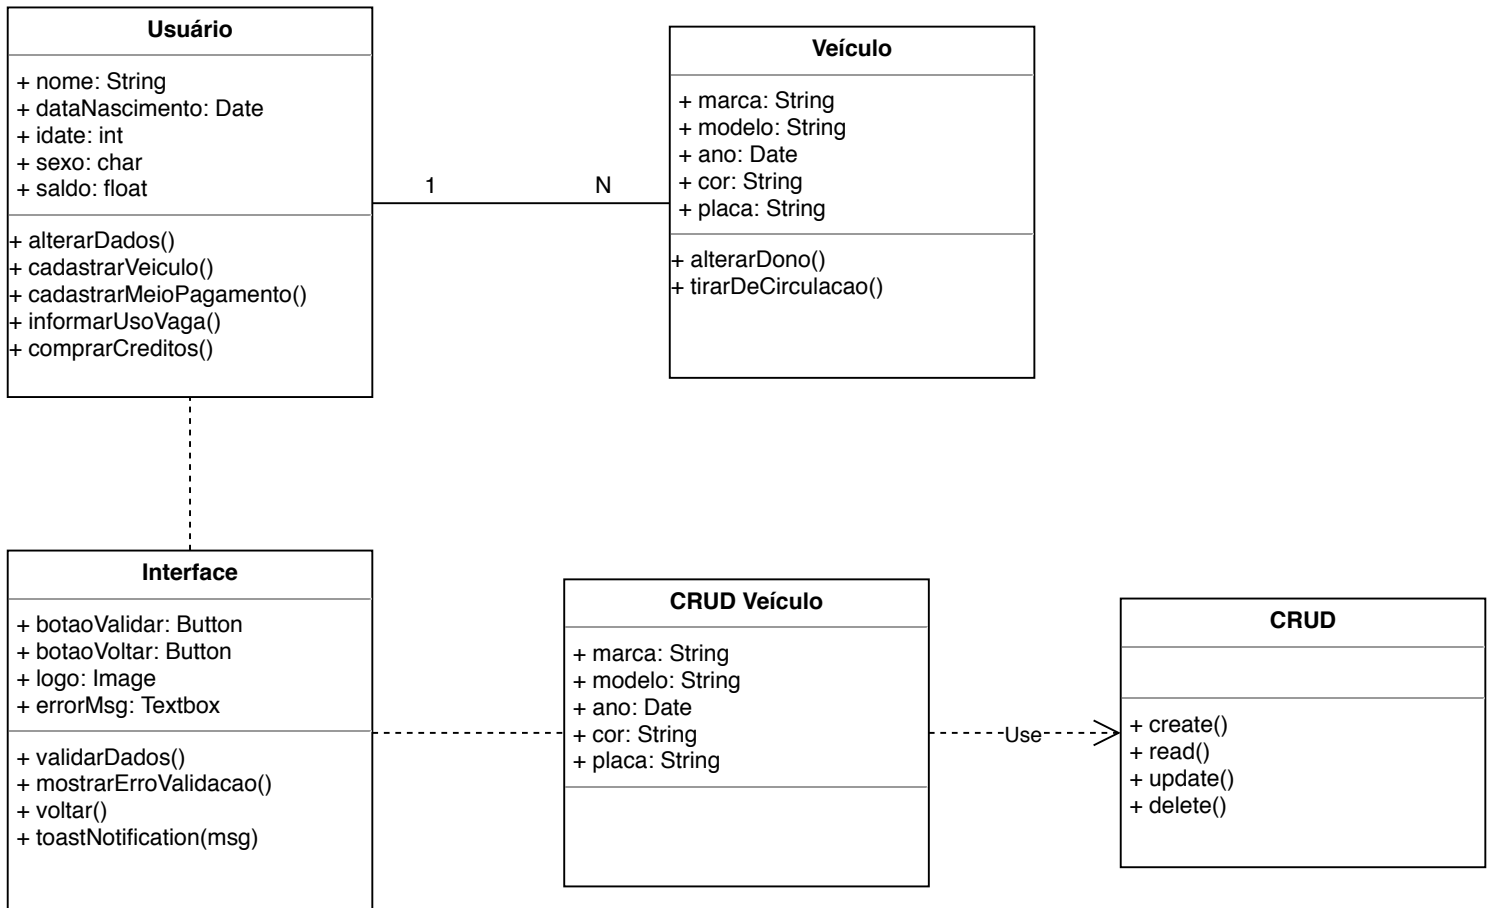 Usuário
+ nome: String
+ dataNascimento: Date
+ idate: int
+ sexo: char
+ saldo: float
+ alterarDados()
+ cadastrarVeiculo()
+ cadastrarMeioPagamento()
+ informarUsoVaga()
+ comprarCreditos()
1
N
Veículo
+ marca: String
+ modelo: String
+ ano: Date
+ cor: String
+ placa: String
+ alterarDono()
+ tirarDeCirculacao()
Interface
+ botaoValidar: Button
+ botaoVoltar: Button
+ logo: Image
+ errorMsg: Textbox
+ validarDados()
+ mostrarErroValidacao()
+ voltar()
+ toastNotification(msg)
CRUD Veículo
+ marca: String
+ modelo: String
+ ano: Date
+ cor: String
+ placa: String
Use
CRUD
+ create()
+ read()
+ update()
+ delete()